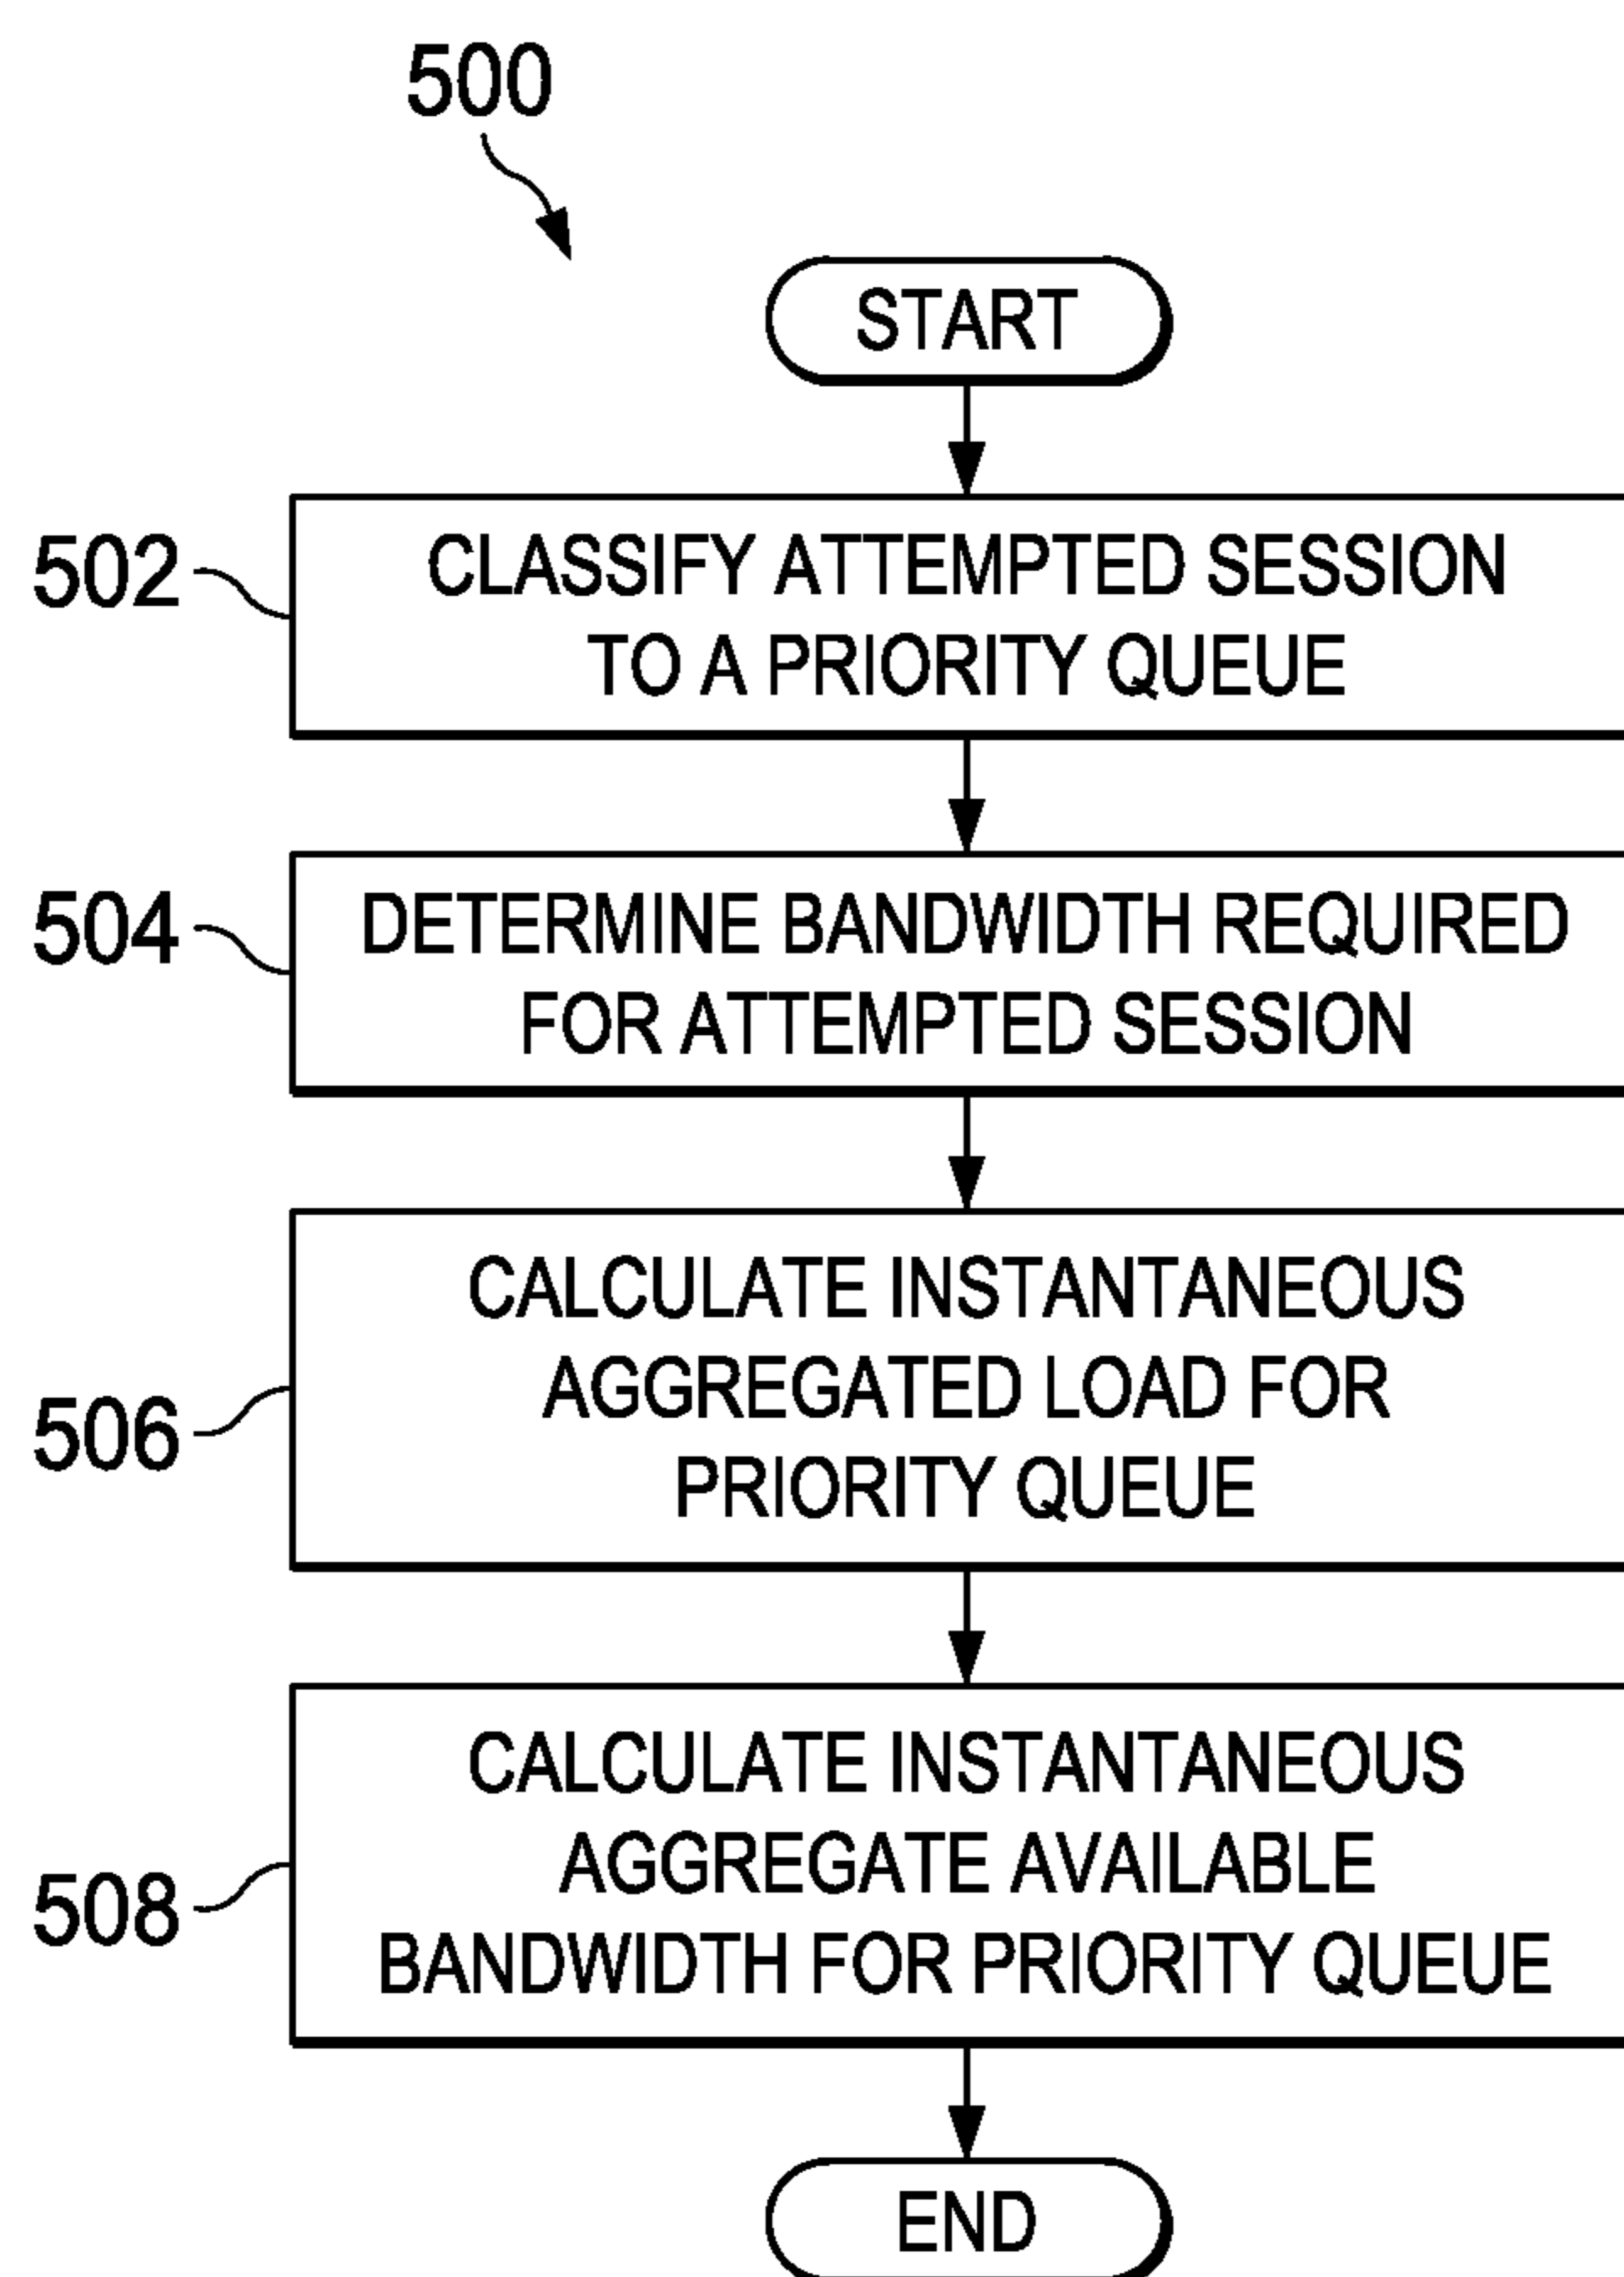 500
START
502
CLASSIFY ATTEMPTED SESSION
TO A PRIORITY QUEUE
504
DETERMINE BANDWIDTH REQUIRED
FOR ATTEMPTED SESSION
506
CALCULATE INSTANTANEOUS
AGGREGATED LOAD FOR
PRIORITY QUEUE
508
CALCULATE INSTANTANEOUS
AGGREGATE AVAILABLE
BANDWIDTH FOR PRIORITY QUEUE
END